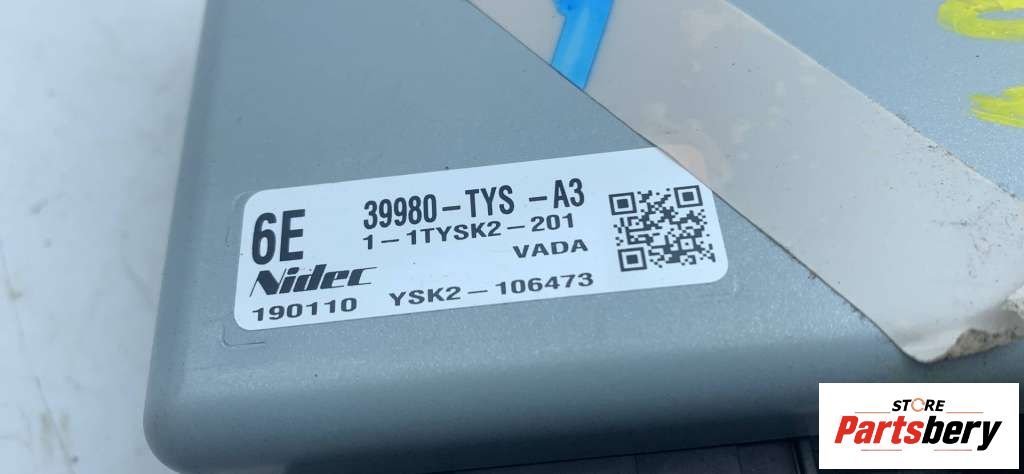 6E
39980-TYS -A3
1-1TYSK2-201
VADA
Nidec
190110 YSK2-106473
STORE
Partsbery